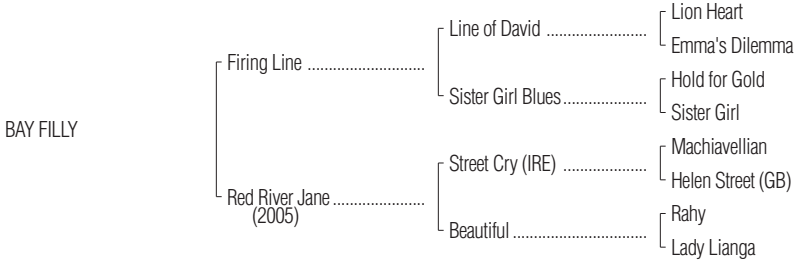 Lion Heart
Line of David ........................
Emma's Dilemma
Firing Line ............................
Hold for Gold
Sister Girl Blues....................
Sister Girl
BAY FILLY
Machiavellian
Street Cry (IRE) ....................
Helen Street (GB)
Red River Jane ......................
(2005)
Rahy
Beautiful ................................
Lady Lianga